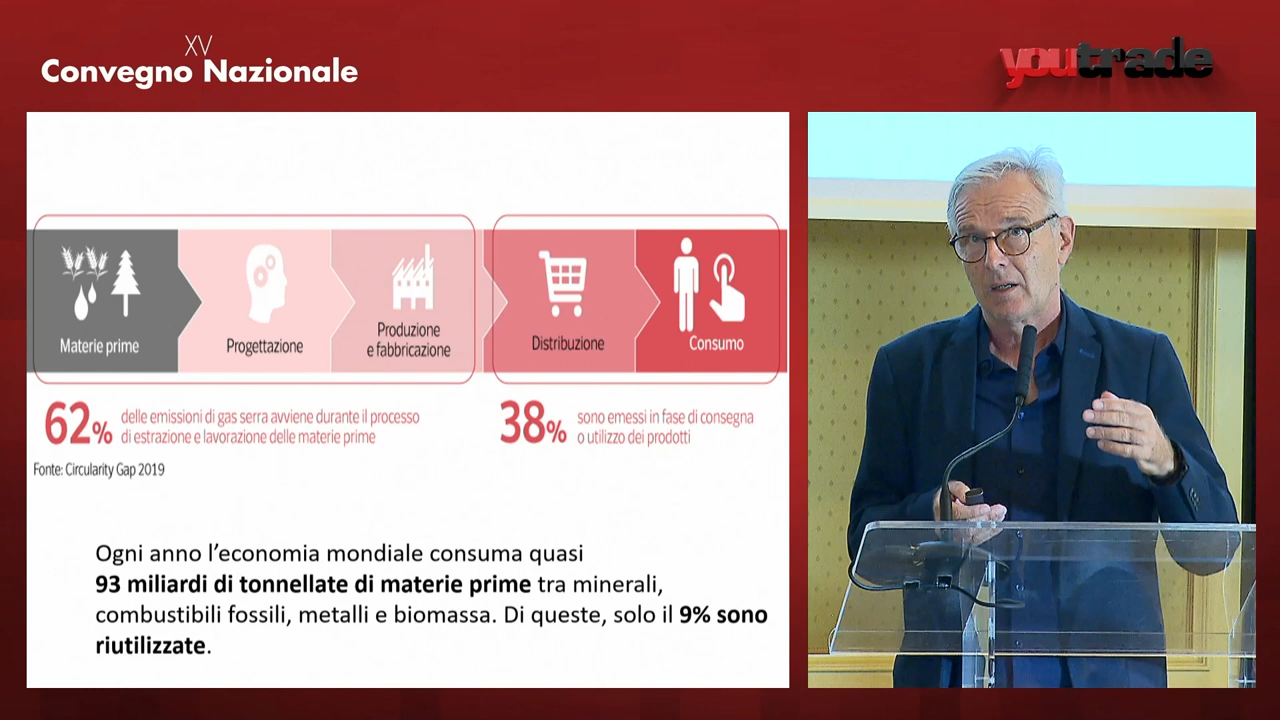 XV
Convegno Nazionale
youtrade
Materie prime
Progettazione
Produzione
e fabbricazione
Distribuzione
Consumo
62% delle emissioni di gas serra avviene durante il processo
di estrazione e lavorazione delle materie prime
38% sono emessi in fase di consegna
o utilizzo dei prodotti
Fonte: Circularity Gap 2019
Ogni anno l’economia mondiale consuma quasi
93 miliardi di tonnellate di materie prime tra minerali,
combustibili fossili, metalli e biomassa. Di queste, solo il 9% sono
riutilizzate.